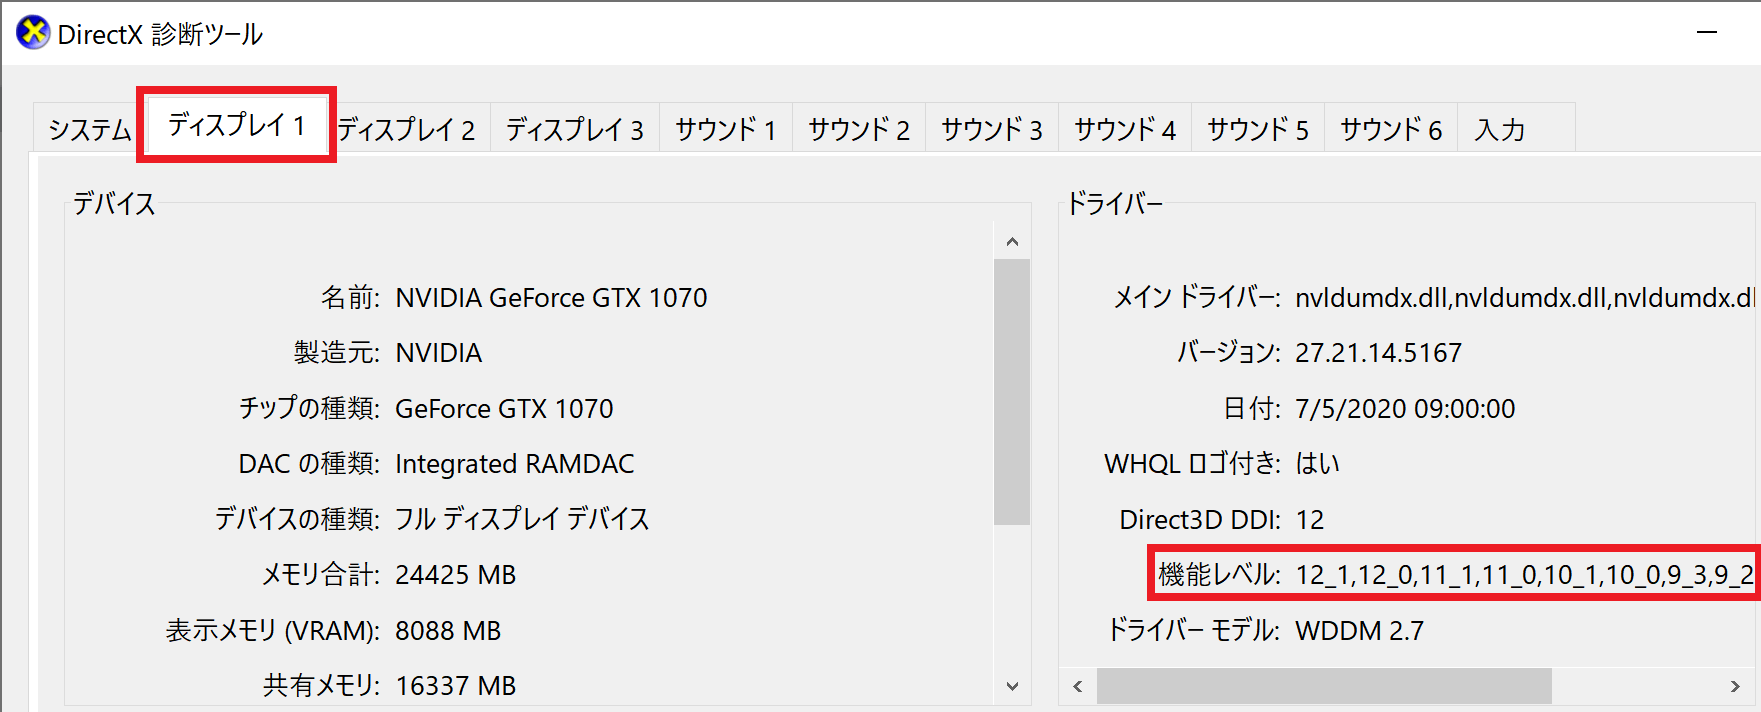 DirectX 診断ツール
システム ディスプレイ 1 ディスプレイ 2 ディスプレイ 3 サウンド 1 サウンド 2 サウンド 3 サウンド 4 サウンド 5 サウンド 6 入力
デバイス
名前: NVIDIA GeForce GTX 1070
製造元: NVIDIA
チップの種類: GeForce GTX 1070
DAC の種類: Integrated RAMDAC
デバイスの種類: フル ディスプレイ デバイス
メモリ合計: 24425 MB
表示メモリ (VRAM): 8088 MB
共有メモリ: 16337 MB
ドライバー
メイン ドライバー: nvldumdx.dll,nvldumdx.dll,nvldumdx.dl
バージョン: 27.21.14.5167
日付: 7/5/2020 09:00:00
WHQL ロゴ付き: はい
Direct3D DDI: 12
機能レベル: 12_1,12_0,11_1,11_0,10_1,10_0,9_3,9_2
ドライバー モデル: WDDM 2.7